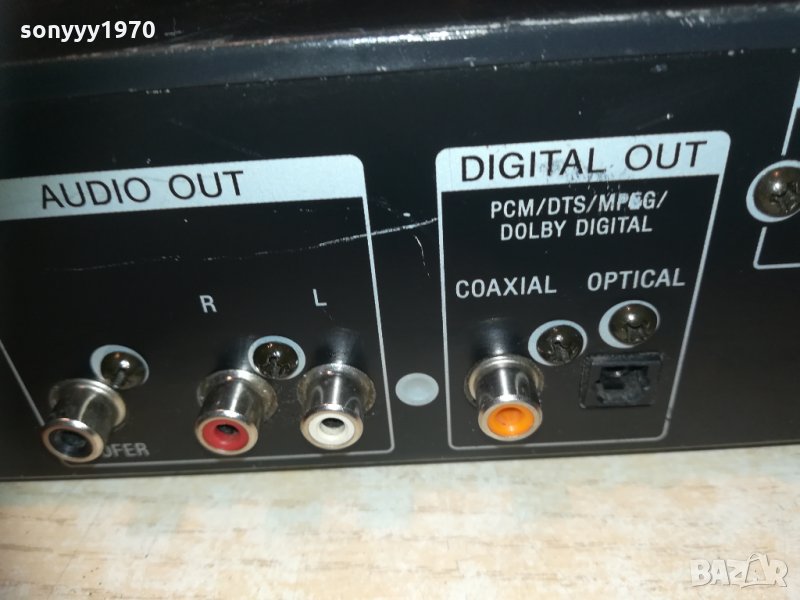 sonyyy1970
AUDIO OUT
R
L
DIGITAL OUT
PCM/DTS/MPEG/
DOLBY DIGITAL
COAXIAL
OPTICAL
BAZAR